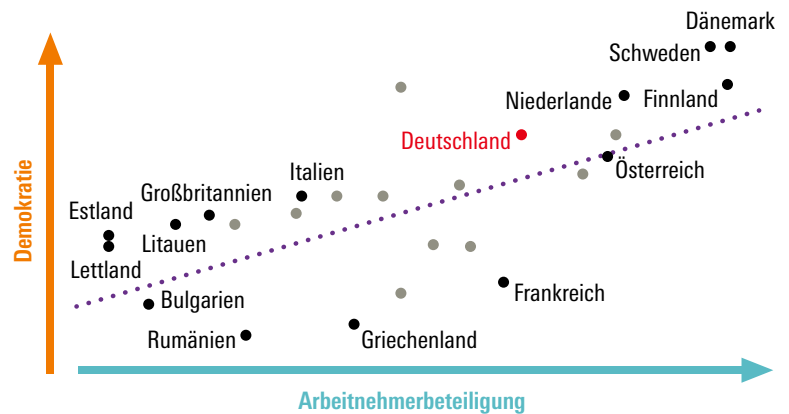 Dänemark
Schweden
Niederlande
Finnland
Deutschland
Österreich
Italien
Großbritannien
Estland
Litauen
Lettland
Bulgarien
Frankreich
Rumänien
Griechenland
Demokratie
Arbeitnehmerbeteiligung